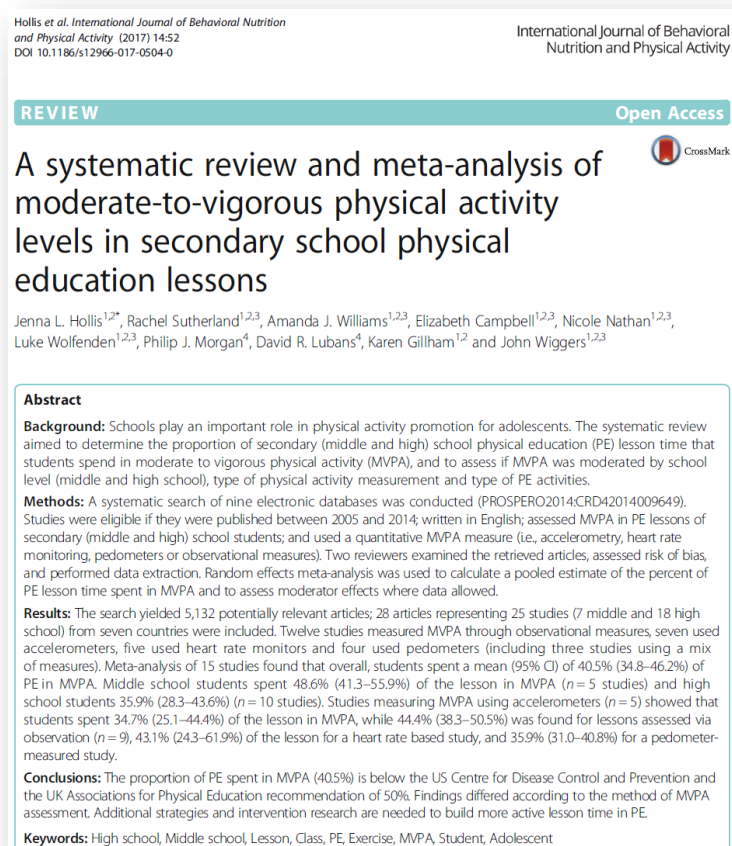 Hollis et al. International Journal of Behavioral Nutrition
and Physical Activity (2017) 14:52
DOI 10.1186/s12966-017-0504-0
International Journal of Behavioral
Nutrition and Physical Activity
REVIEW
Open Access
CrossMark
A systematic review and meta-analysis of
moderate-to-vigorous physical activity
levels in secondary school physical
education lessons
Jenna L. Hollis1,2*, Rachel Sutherland1,2,3, Amanda J. Williams1,2,3, Elizabeth Campbell1,2,3, Nicole Nathan1,2,3,
Luke Wolfenden1,2,3, Philip J. Morgan4, David R. Lubans4, Karen Gillham1,2 and John Wiggers1,2,3
Abstract
Background: Schools play an important role in physical activity promotion for adolescents. The systematic review
aimed to determine the proportion of secondary (middle and high) school physical education (PE) lesson time that
students spend in moderate to vigorous physical activity (MVPA), and to assess if MVPA was moderated by school
level (middle and high school), type of physical activity measurement and type of PE activities.
Methods: A systematic search of nine electronic databases was conducted (PROSPERO2014:CRD42014009649).
Studies were eligible if they were published between 2005 and 2014; written in English; assessed MVPA in PE lessons of
secondary (middle and high) school students; and used a quantitative MVPA measure (i.e., accelerometry, heart rate
monitoring, pedometers or observational measures). Two reviewers examined the retrieved articles, assessed risk of bias,
and performed data extraction. Random effects meta-analysis was used to calculate a pooled estimate of the percent of
PE lesson time spent in MVPA and to assess moderator effects where data allowed.
Results: The search yielded 5,132 potentially relevant articles; 28 articles representing 25 studies (7 middle and 18 high
school) from seven countries were included. Twelve studies measured MVPA through observational measures, seven used
accelerometers, five used heart rate monitors and four used pedometers (including three studies using a mix
of measures). Meta-analysis of 15 studies found that overall, students spent a mean (95% CI) of 40.5% (34.8–46.2%) of
PE in MVPA. Middle school students spent 48.6% (41.3–55.9%) of the lesson in MVPA (n = 5 studies) and high
school students 35.9% (28.3–43.6%) (n = 10 studies). Studies measuring MVPA using accelerometers (n = 5) showed that
students spent 34.7% (25.1–44.4%) of the lesson in MVPA, while 44.4% (38.3–50.5%) was found for lessons assessed via
observation (n = 9), 43.1% (24.3–61.9%) of the lesson for a heart rate based study, and 35.9% (31.0–40.8%) for a pedometer-
measured study.
Conclusions: The proportion of PE spent in MVPA (40.5%) is below the US Centre for Disease Control and Prevention and
the UK Associations for Physical Education recommendation of 50%. Findings differed according to the method of MVPA
assessment. Additional strategies and intervention research are needed to build more active lesson time in PE.
Keywords: High school, Middle school, Lesson, Class, PE, Exercise, MVPA, Student, Adolescent